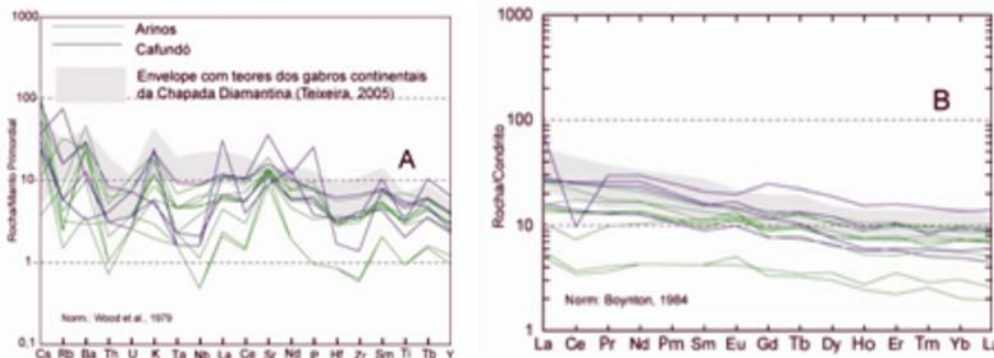 1000
Arinos
Cafundó
Envelope com teores dos gabros continentais
da Chapada Diamantina (Teixeira, 2005)
100
A
10
1
0,1
Rocha/Manto Primordial
Norm.: Wood et al., 1979
Cs Rb Ba Th U K Ta Nb La Ce Sr Nd P Hf Zr Sm Ti Tb Y
1000
B
100
10
1
Rocha/Condrito
Norm: Boynton, 1984
La Ce Pr Nd Pm Sm Eu Gd Tb Dy Ho Er Tm Yb L